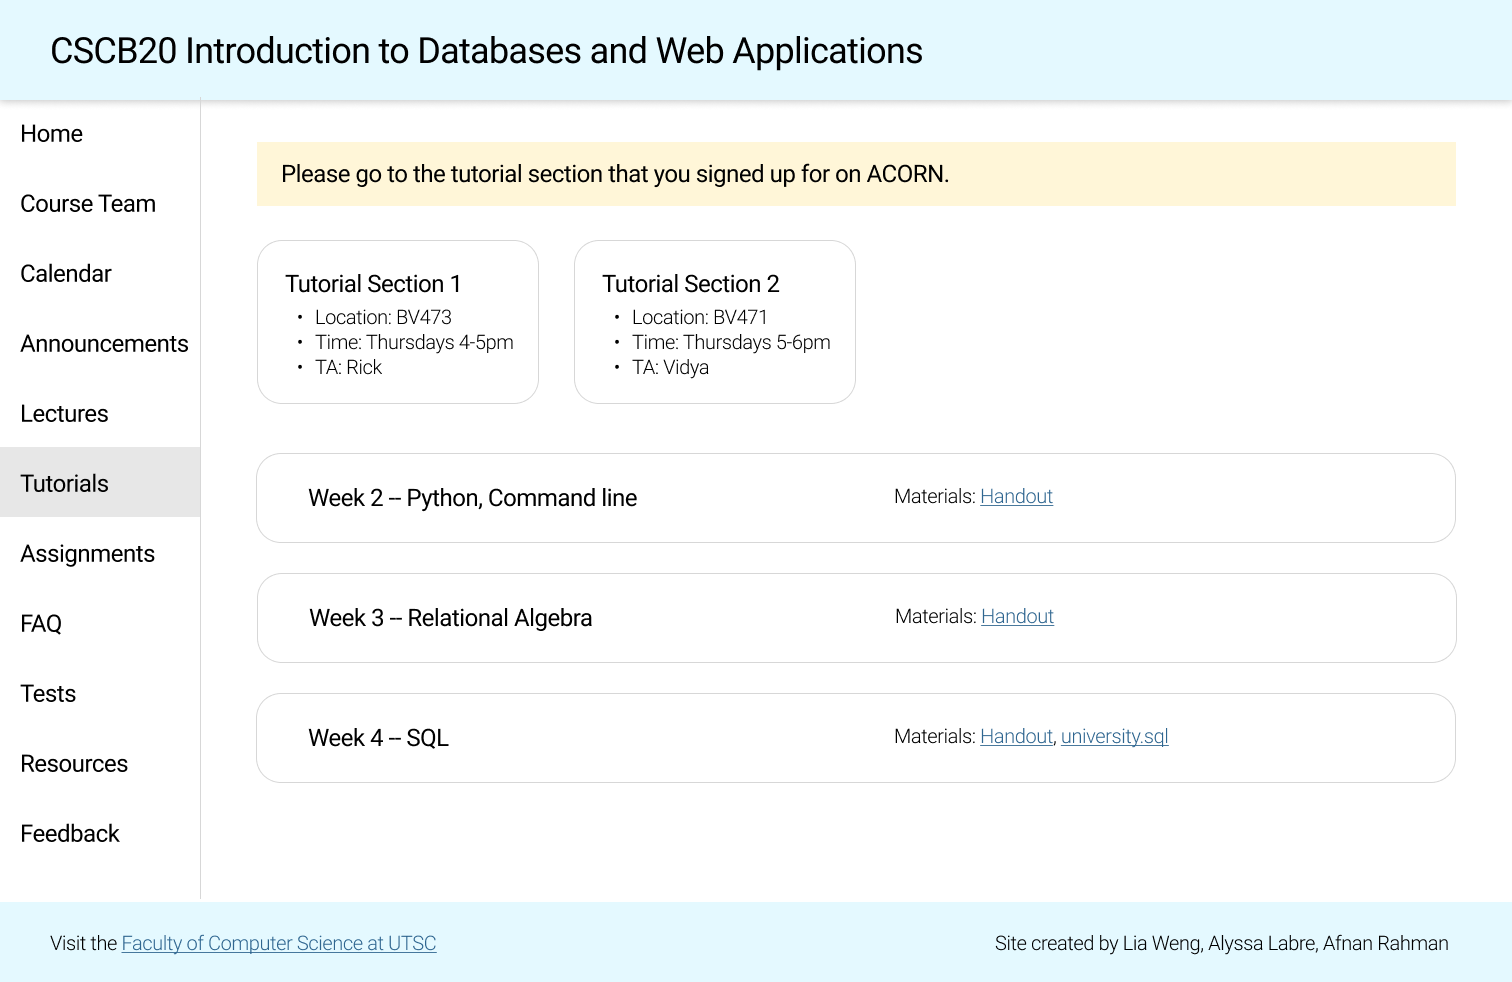 CSCB20 Introduction to Databases and Web Applications
Home
Course Team
Calendar
Announcements
Lectures
Tutorials
Assignments
FAQ
Tests
Resources
Feedback
Please go to the tutorial section that you signed up for on ACORN.
Tutorial Section 1
• Location: BV473
• Time: Thursdays 4-5pm
• TA: Rick
Tutorial Section 2
• Location: BV471
• Time: Thursdays 5-6pm
• TA: Vidya
Week 2 -- Python, Command line
Materials: Handout
Week 3 -- Relational Algebra
Materials: Handout
Week 4 -- SQL
Materials: Handout, university.sql
Visit the Faculty of Computer Science at UTSC
Site created by Lia Weng, Alyssa Labre, Afnan Rahman